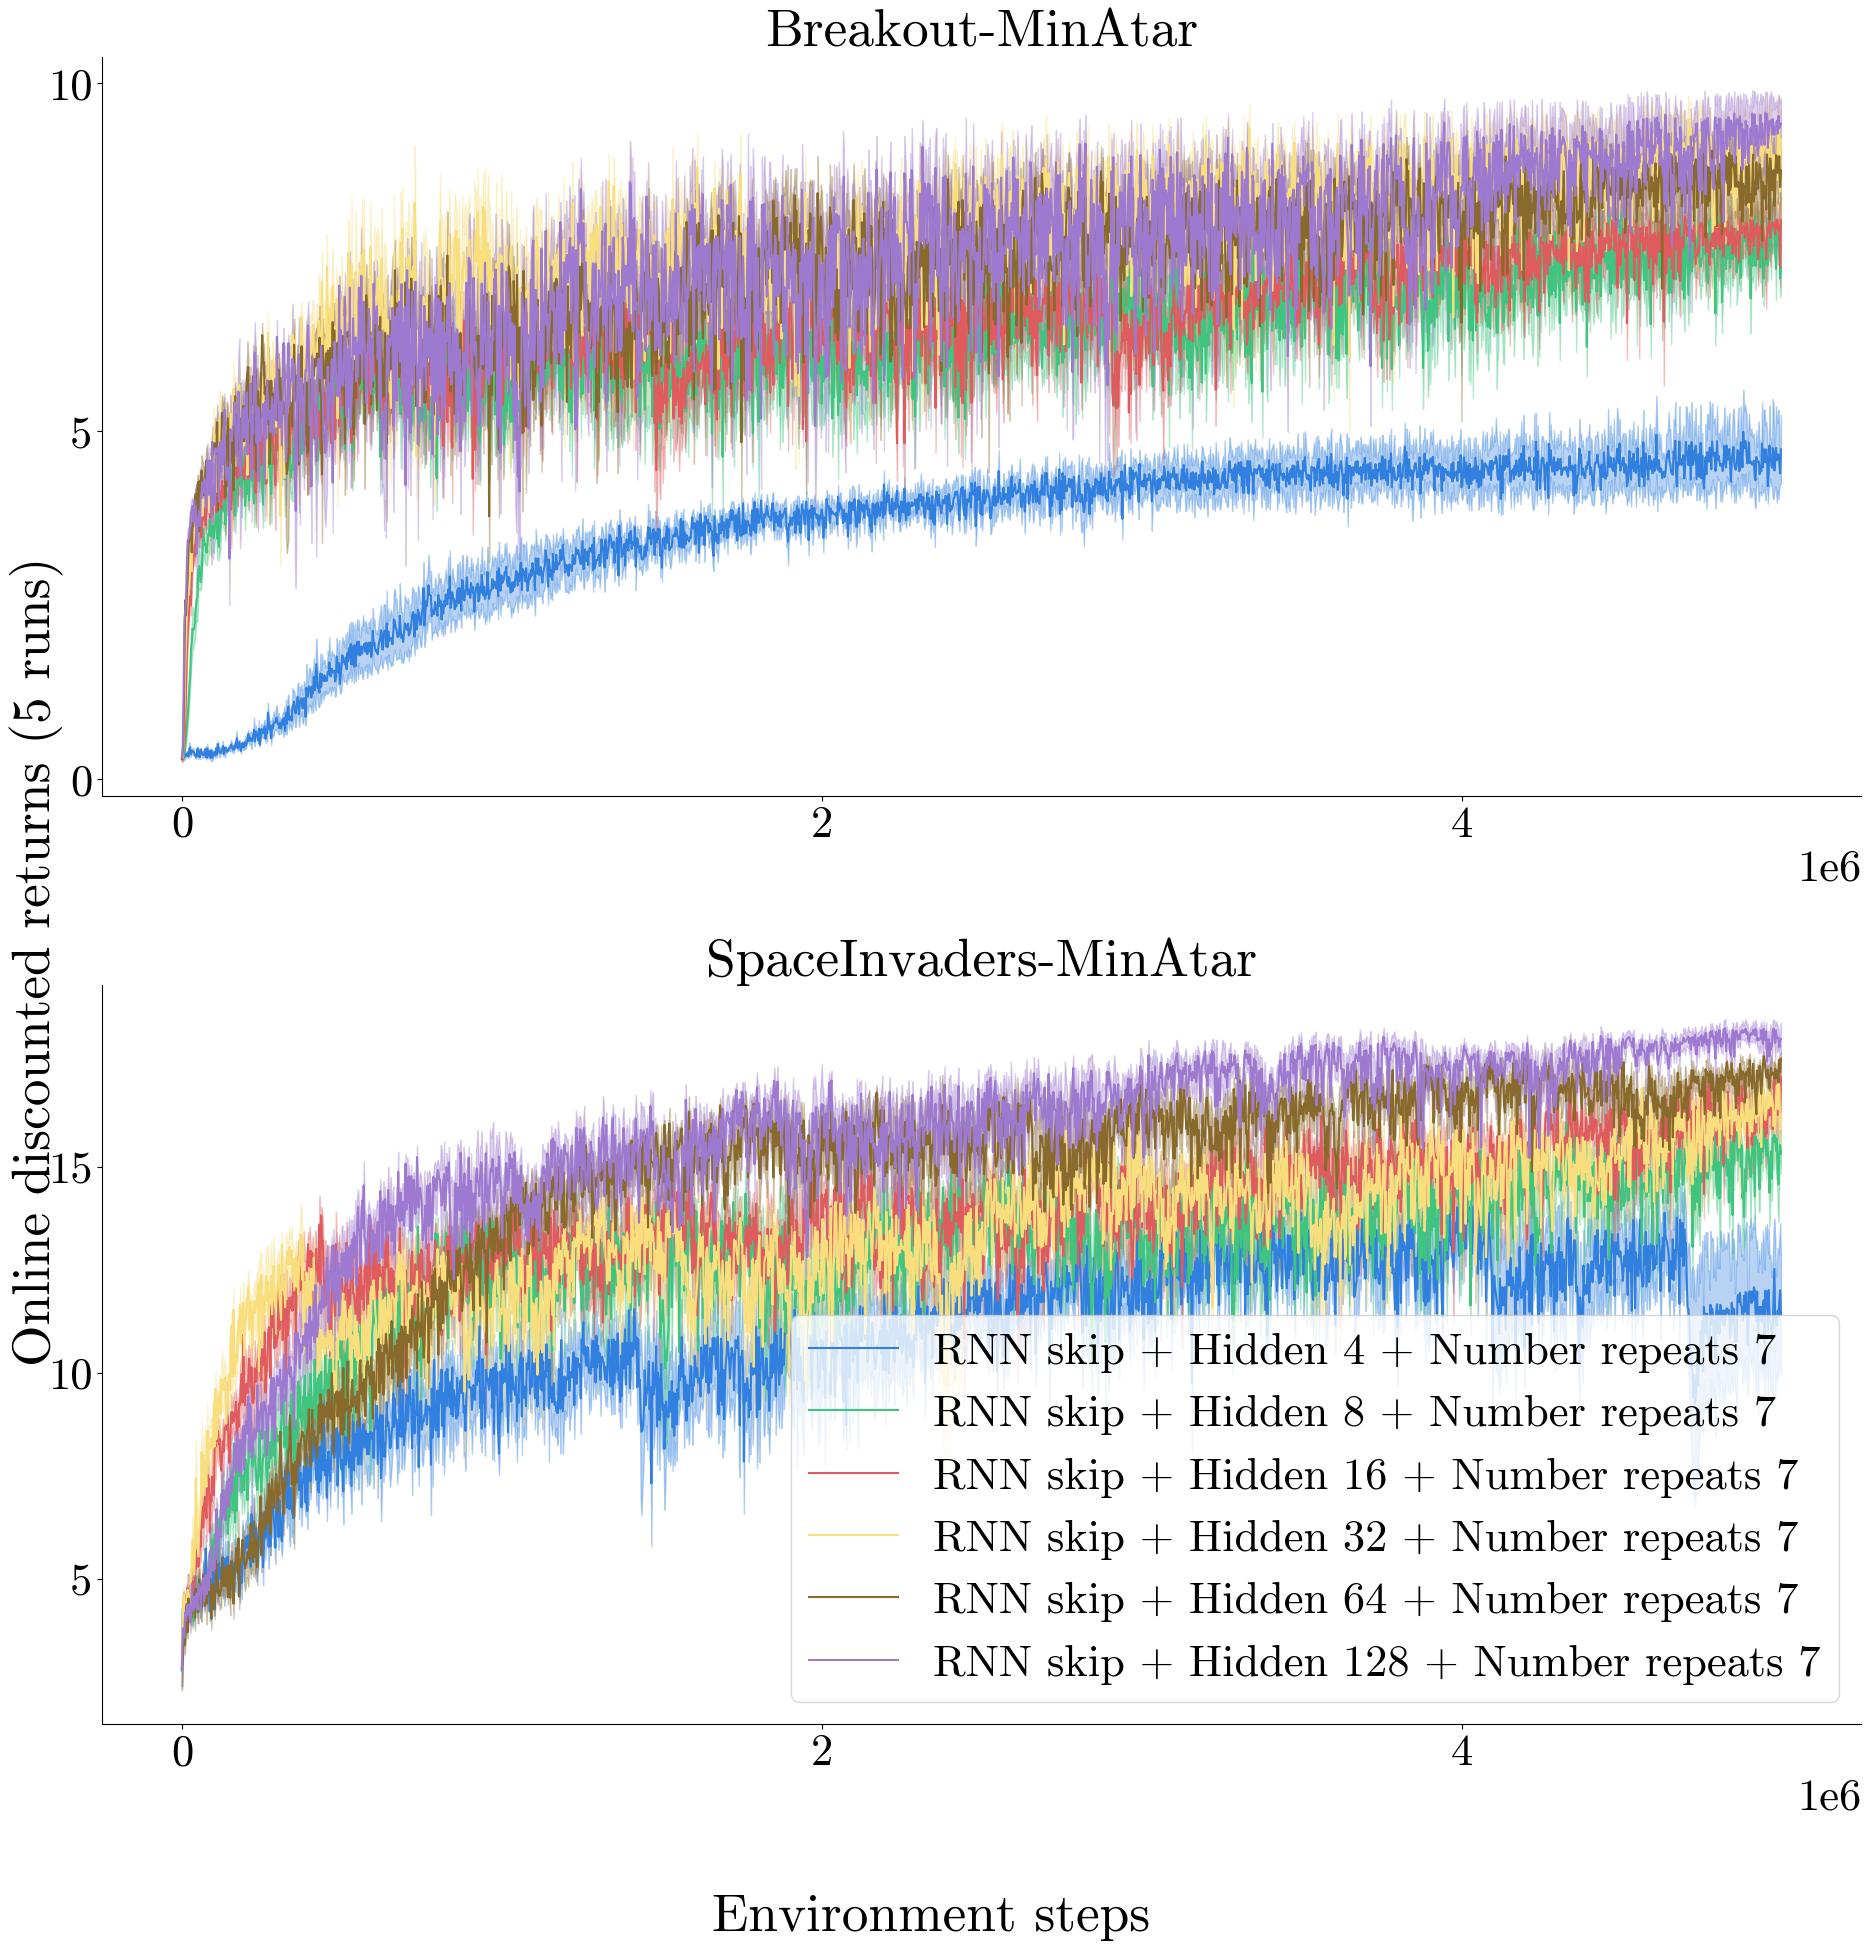 Breakout-MinAtar
10
5
0
0 2 4
1e6
Online discounted returns (5 runs)
SpaceInvaders-MinAtar
15
10
5
RNN skip + Hidden 4 + Number repeats 7
RNN skip + Hidden 8 + Number repeats 7
RNN skip + Hidden 16 + Number repeats 7
RNN skip + Hidden 32 + Number repeats 7
RNN skip + Hidden 64 + Number repeats 7
RNN skip + Hidden 128 + Number repeats 7
0 2 4
1e6
Environment steps